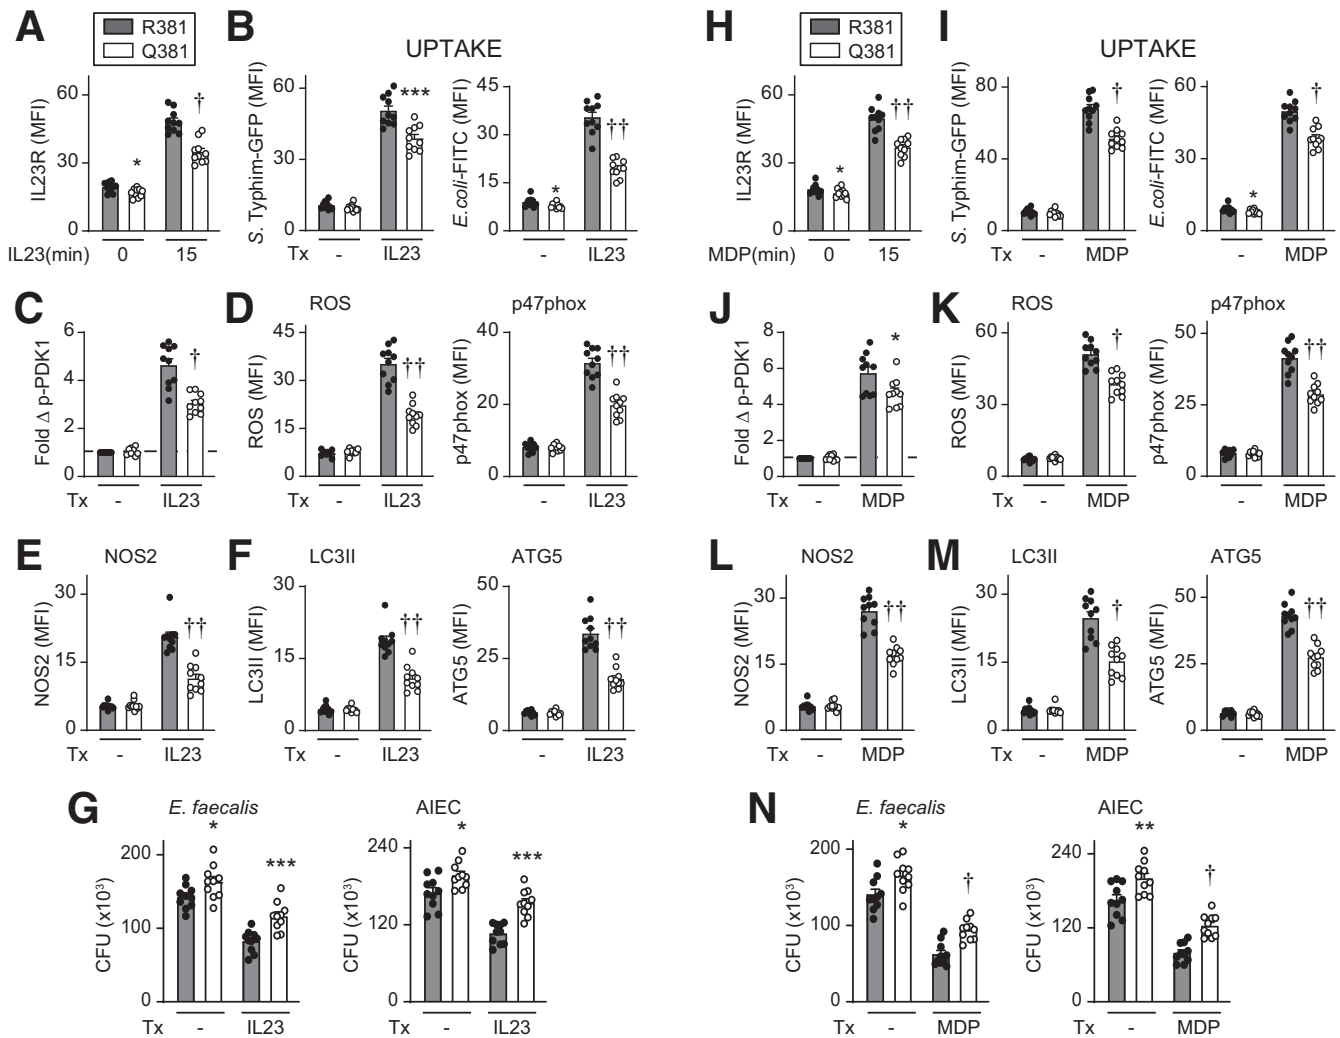 A
R381
Q381
IL23R (MFI)
60
30
0
*
†
IL23(min)
0
15
B
UPTAKE
S. Typhim-GFP (MFI)
60
30
0
***
Tx
-
IL23
E.coli-FITC (MFI)
45
30
15
0
*
††
-
IL23
C
Fold Δ p-PDK1
6
4
2
0
†
Tx
-
IL23
D
ROS
ROS (MFI)
45
30
15
0
††
Tx
-
IL23
p47phox
p47phox (MFI)
40
20
0
††
-
IL23
E
NOS2
NOS2 (MFI)
30
15
0
††
Tx
-
IL23
F
LC3II
LC3II (MFI)
30
15
0
††
Tx
-
IL23
ATG5
ATG5 (MFI)
50
25
0
††
-
IL23
G
E. faecalis
CFU (x10³)
200
100
0
*
***
Tx
-
IL23
AIEC
CFU (x10³)
240
120
0
*
***
Tx
-
IL23
H
R381
Q381
IL23R (MFI)
60
30
0
*
††
MDP(min)
0
15
I
UPTAKE
S. Typhim-GFP (MFI)
80
40
0
†
Tx
-
MDP
E.coli-FITC (MFI)
60
30
0
*
†
-
MDP
J
Fold Δ p-PDK1
8
6
4
2
0
*
Tx
-
MDP
K
ROS
ROS (MFI)
60
30
0
†
Tx
-
MDP
p47phox
p47phox (MFI)
50
25
0
††
-
MDP
L
NOS2
NOS2 (MFI)
30
15
0
††
Tx
-
MDP
M
LC3II
LC3II (MFI)
30
15
0
†
Tx
-
MDP
ATG5
ATG5 (MFI)
50
25
0
††
-
MDP
N
E. faecalis
CFU (x10³)
200
100
0
*
†
Tx
-
MDP
AIEC
CFU (x10³)
240
120
0
**
†
Tx
-
MDP